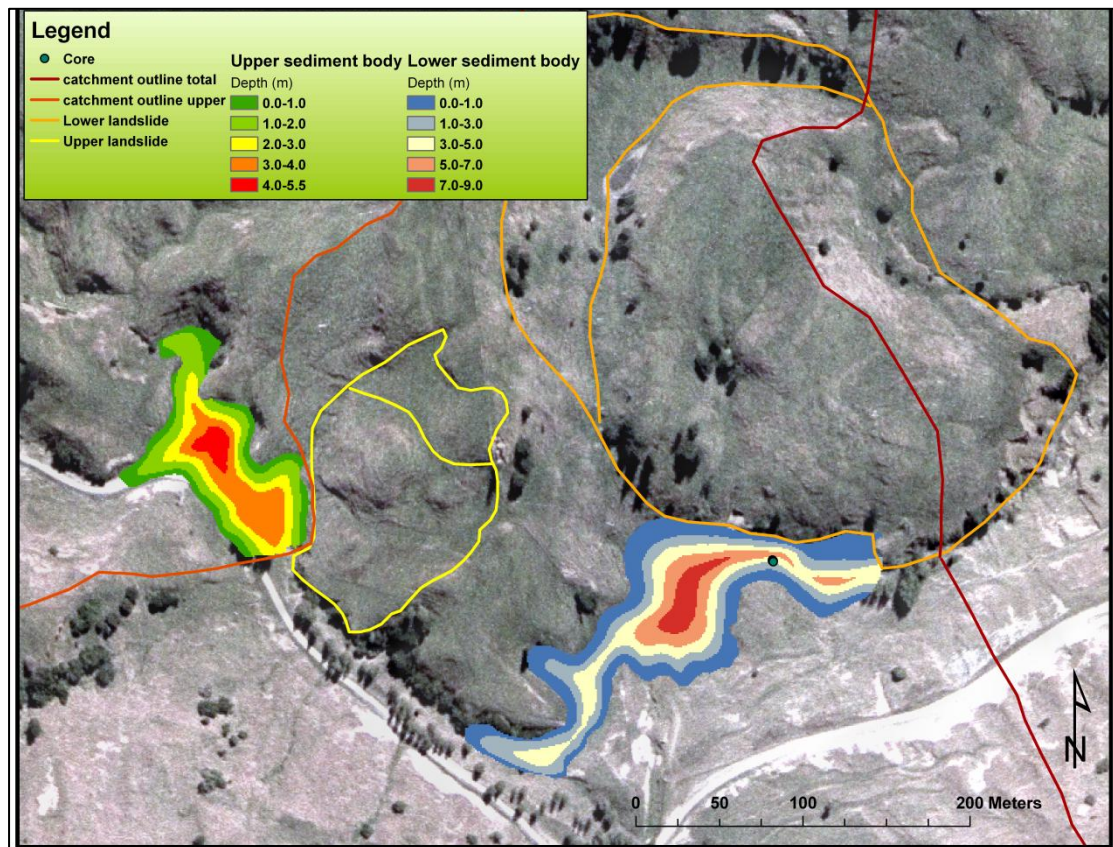 Legend
Core
catchment outline total
catchment outline upper
Lower landslide
Upper landslide
Upper sediment body
Depth (m)
0.0-1.0
1.0-2.0
2.0-3.0
3.0-4.0
4.0-5.5
Lower sediment body
Depth (m)
0.0-1.0
1.0-3.0
3.0-5.0
5.0-7.0
7.0-9.0
N
0 50 100 200 Meters